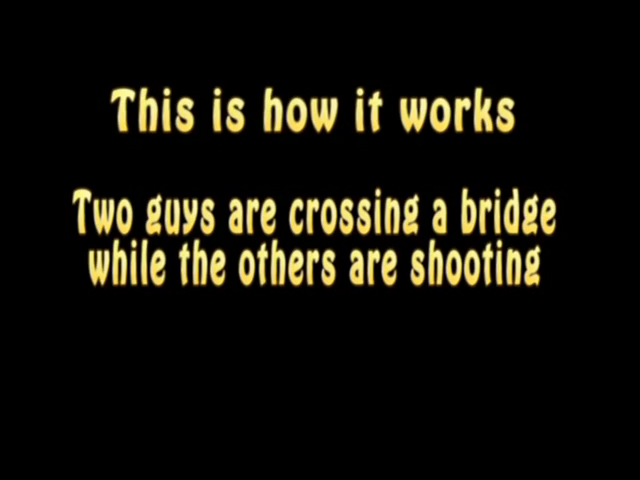 This is how it works
Two guys are crossing a bridge
while the others are shooting